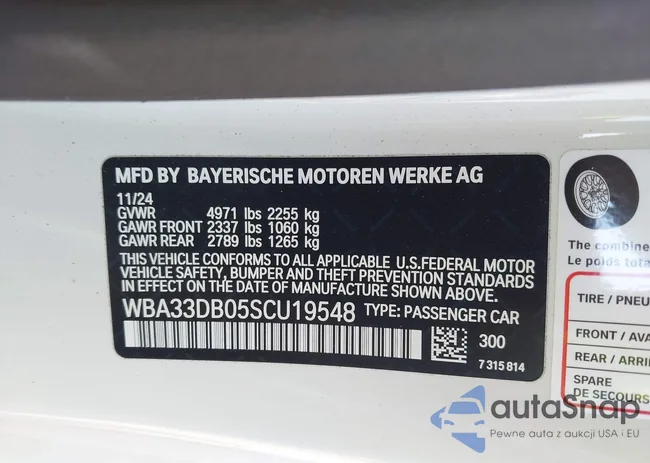 MFD BY BAYERISCHE MOTOREN WERKE AG
11/24
GVWR 4971 lbs 2255 kg
GAWR FRONT 2337 lbs 1060 kg
GAWR REAR 2789 lbs 1265 kg
THIS VEHICLE CONFORMS TO ALL APPLICABLE U.S.FEDERAL MOTOR
VEHICLE SAFETY, BUMPER AND THEFT PREVENTION STANDARDS
IN EFFECT ON THE DATE OF MANUFACTURE SHOWN ABOVE.
WBA33DB05SCU19548 TYPE: PASSENGER CAR
300
7 315 814
The combine
Le poids tota
TIRE / PNEU
FRONT / AVA
REAR / ARRI
SPARE
DE SECOURS
autaSnap
Pewne auta z aukcji USA i EU